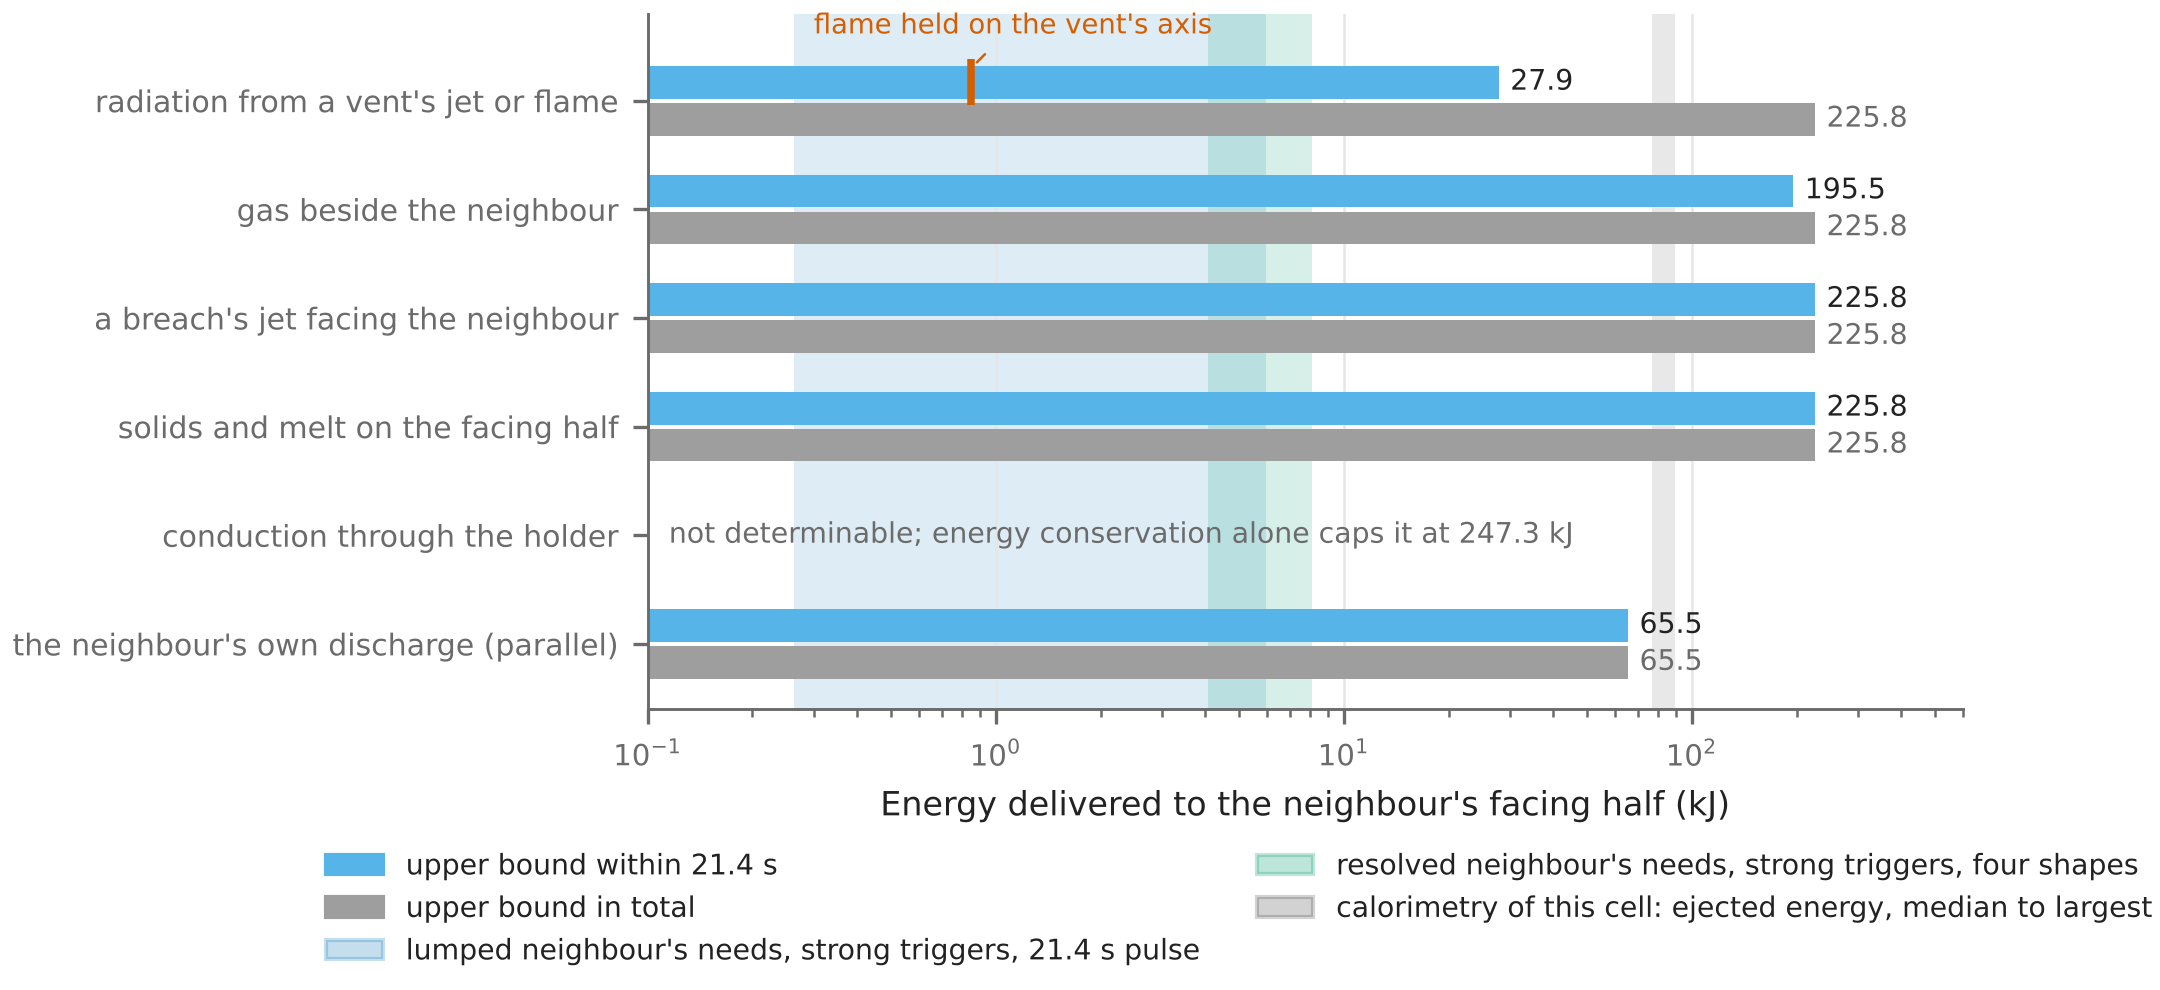 flame held on the vent's axis
radiation from a vent's jet or flame
27.9
225.8
gas beside the neighbour
195.5
225.8
a breach's jet facing the neighbour
225.8
225.8
solids and melt on the facing half
225.8
225.8
conduction through the holder
not determinable; energy conservation alone caps it at 247.3 kJ
the neighbour's own discharge (parallel)
65.5
65.5
10⁻¹ 10⁰ 10¹ 10²
Energy delivered to the neighbour's facing half (kJ)
upper bound within 21.4 s
upper bound in total
lumped neighbour's needs, strong triggers, 21.4 s pulse
resolved neighbour's needs, strong triggers, four shapes
calorimetry of this cell: ejected energy, median to largest